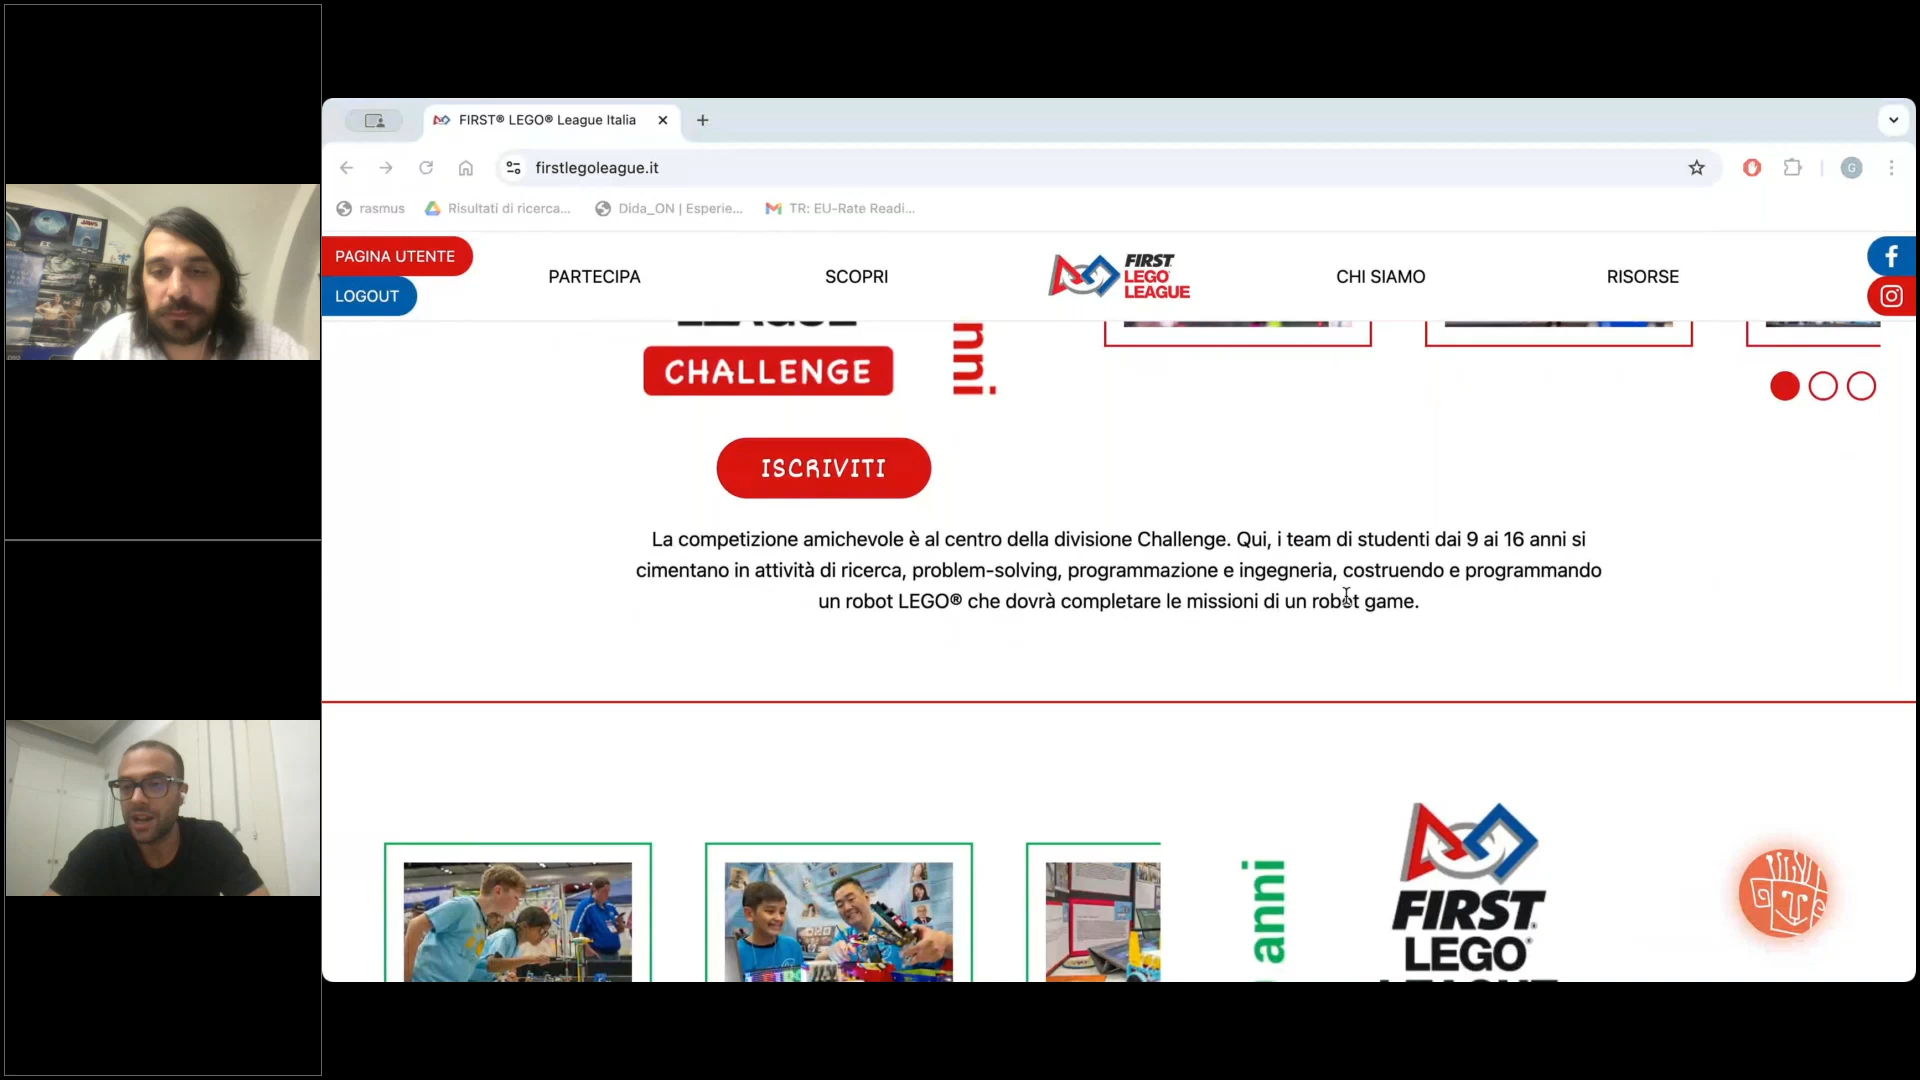 FIRST® LEGO® League Italia
firstlegoleague.it
G
rasmus
Risultati di ricerca...
Dida_ON | Esperie...
TR: EU-Rate Readi...
PAGINA UTENTE
LOGOUT
PARTECIPA
SCOPRI
FIRST
LEGO
LEAGUE
CHI SIAMO
RISORSE
LEAGUE
CHALLENGE
nni
ISCRIVITI
La competizione amichevole è al centro della divisione Challenge. Qui, i team di studenti dai 9 ai 16 anni si
cimentano in attività di ricerca, problem-solving, programmazione e ingegneria, costruendo e programmando
un robot LEGO® che dovrà completare le missioni di un robot game.
anni
FIRST
LEGO®
LEAGUE